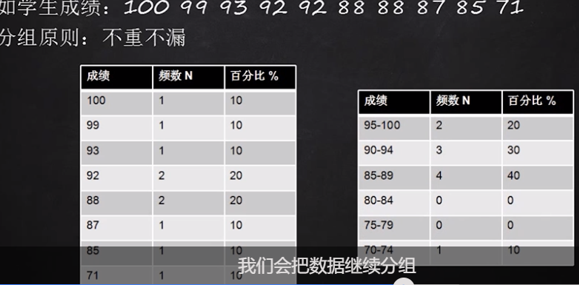 如学生成绩：100 99 93 92 92 88 88 87 85 71
分组原则：不重不漏
成绩 频数 N 百分比 %
100 1 10
99 1 10
93 1 10
92 2 20
88 2 20
87 1 10
85 1 10
71 1 10
成绩 频数 N 百分比 %
95-100 2 20
90-94 3 30
85-89 4 40
80-84 0 0
75-79 0 0
70-74 1 10
我们会把数据继续分组